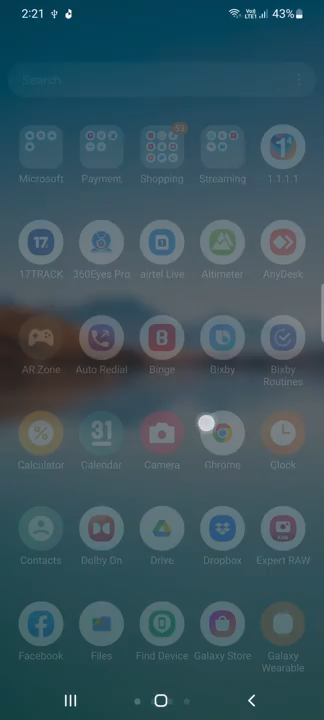 2:21 43%
Search
53
Microsoft Payment Shopping Streaming 1.1.1.1
17TRACK 360Eyes Pro airtel Live Altimeter AnyDesk
AR Zone Auto Redial Binge Bixby Bixby Routines
Calculator Calendar Camera Chrome Clock
31
Contacts Dolby On Drive Dropbox Expert RAW
Facebook Files Find Device Galaxy Store Galaxy Wearable